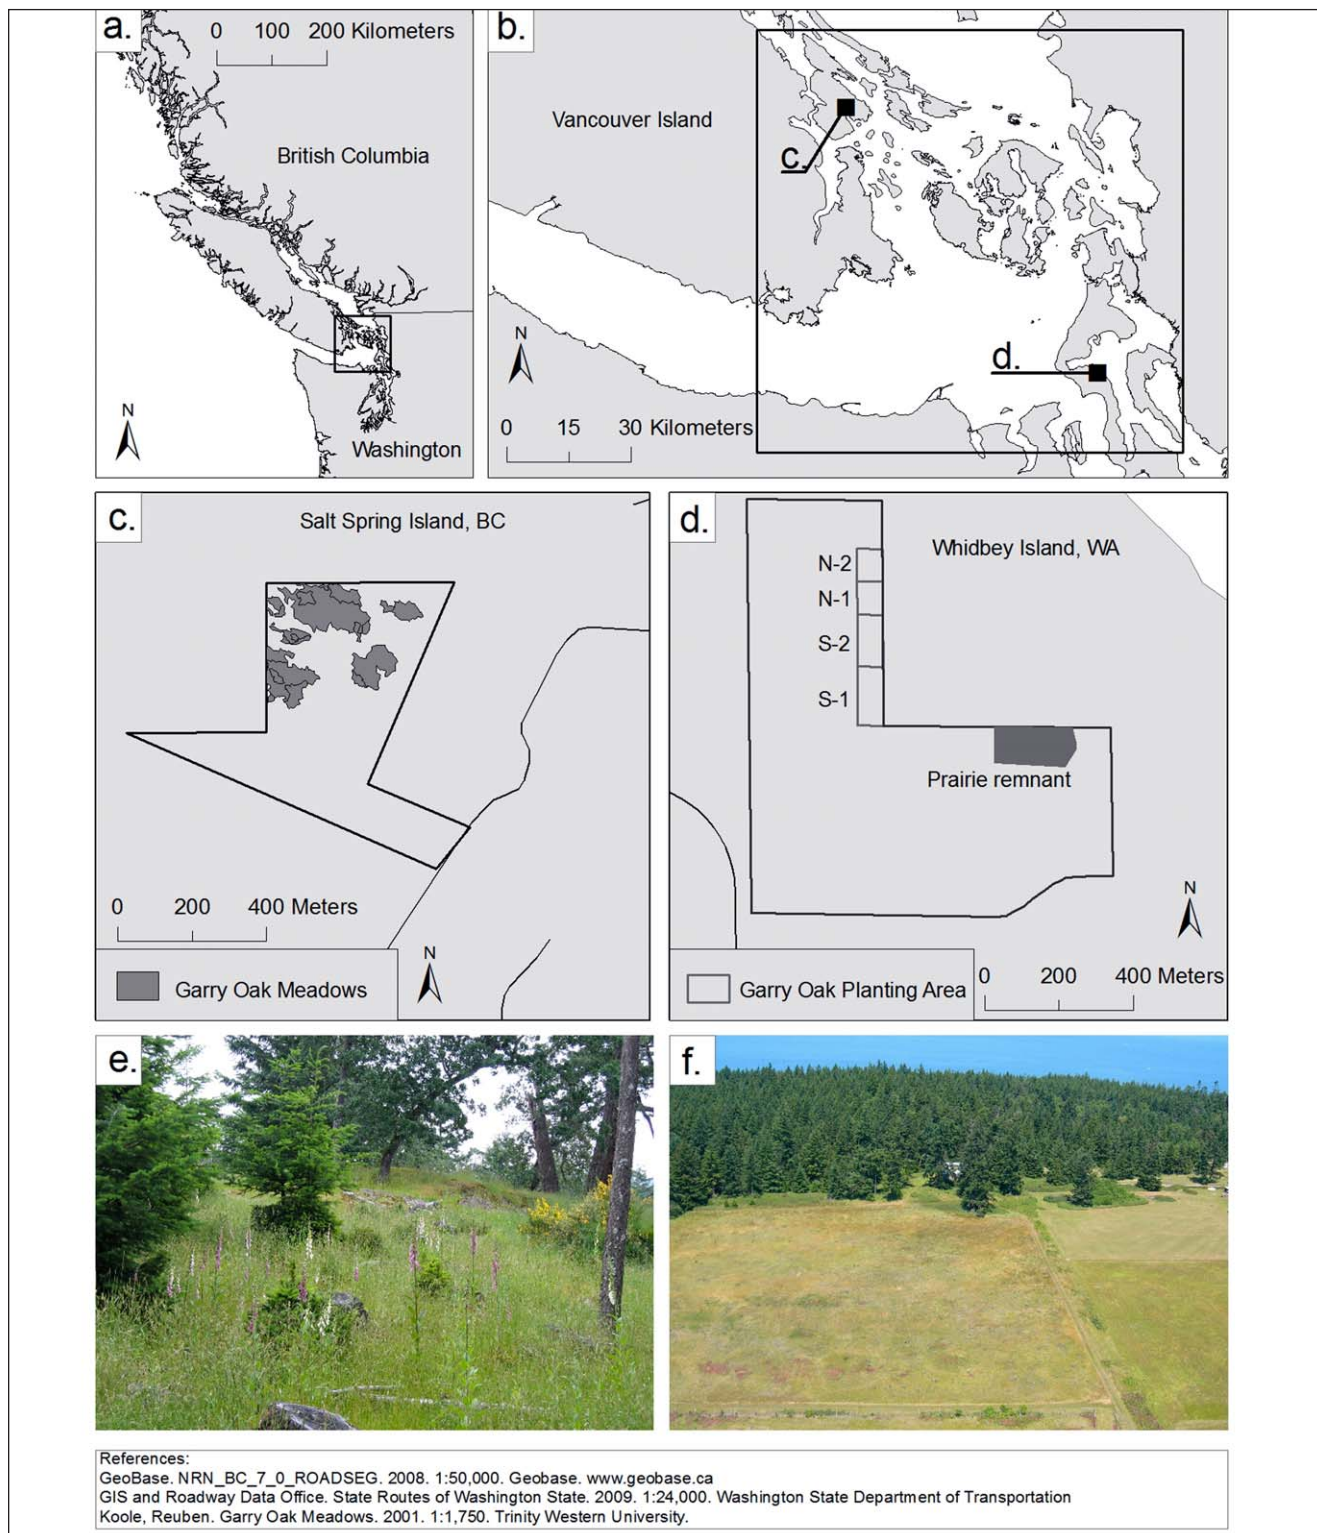 a.
0 100 200 Kilometers
British Columbia
N
Washington
b.
Vancouver Island
c.
d.
N
0 15 30 Kilometers
c.
Salt Spring Island, BC
0 200 400 Meters
N
Garry Oak Meadows
d.
Whidbey Island, WA
N-2
N-1
S-2
S-1
Prairie remnant
N
Garry Oak Planting Area
0 200 400 Meters
e.
f.
References:
GeoBase. NRN_BC_7_0_ROADSEG. 2008. 1:50,000. Geobase. www.geobase.ca
GIS and Roadway Data Office. State Routes of Washington State. 2009. 1:24,000. Washington State Department of Transportation
Koole, Reuben. Garry Oak Meadows. 2001. 1:1,750. Trinity Western University.